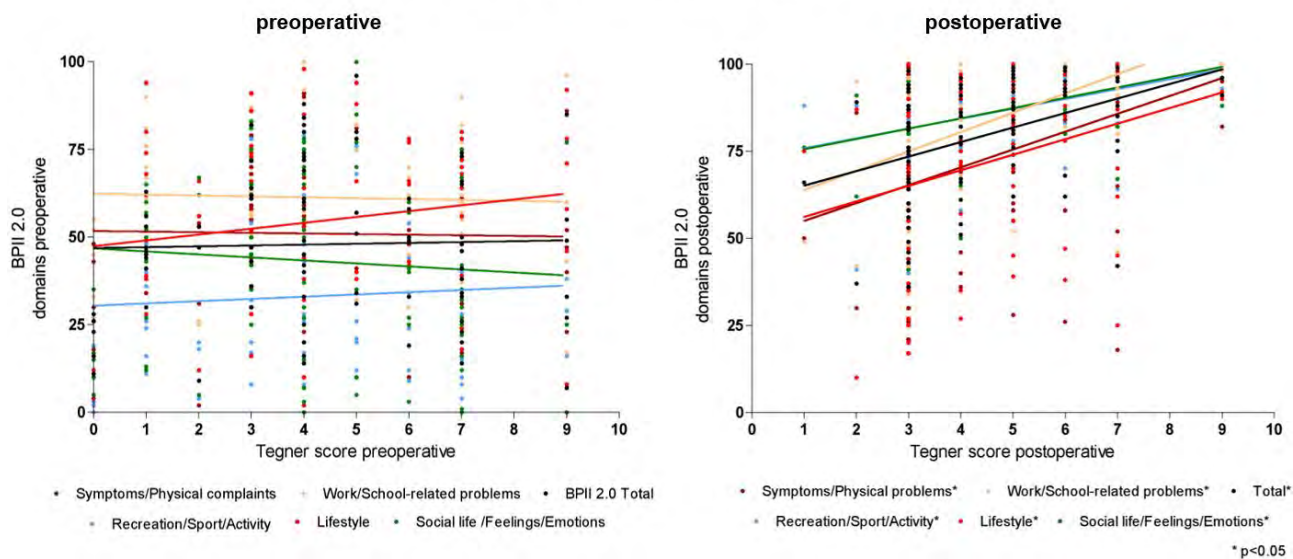 preoperative
100
75
50
25
0
BPII 2.0
domains preoperative
0 1 2 3 4 5 6 7 8 9 10
Tegner score preoperative
Symptoms/Physical complaints Work/School-related problems BPII 2.0 Total
Recreation/Sport/Activity Lifestyle Social life /Feelings/Emotions
postoperative
100
75
50
25
0
BPII 2.0
domains postoperative
0 1 2 3 4 5 6 7 8 9 10
Tegner score postoperative
Symptoms/Physical problems* Work/School-related problems* Total*
Recreation/Sport/Activity* Lifestyle* Social life/Feelings/Emotions*
* p<0.05